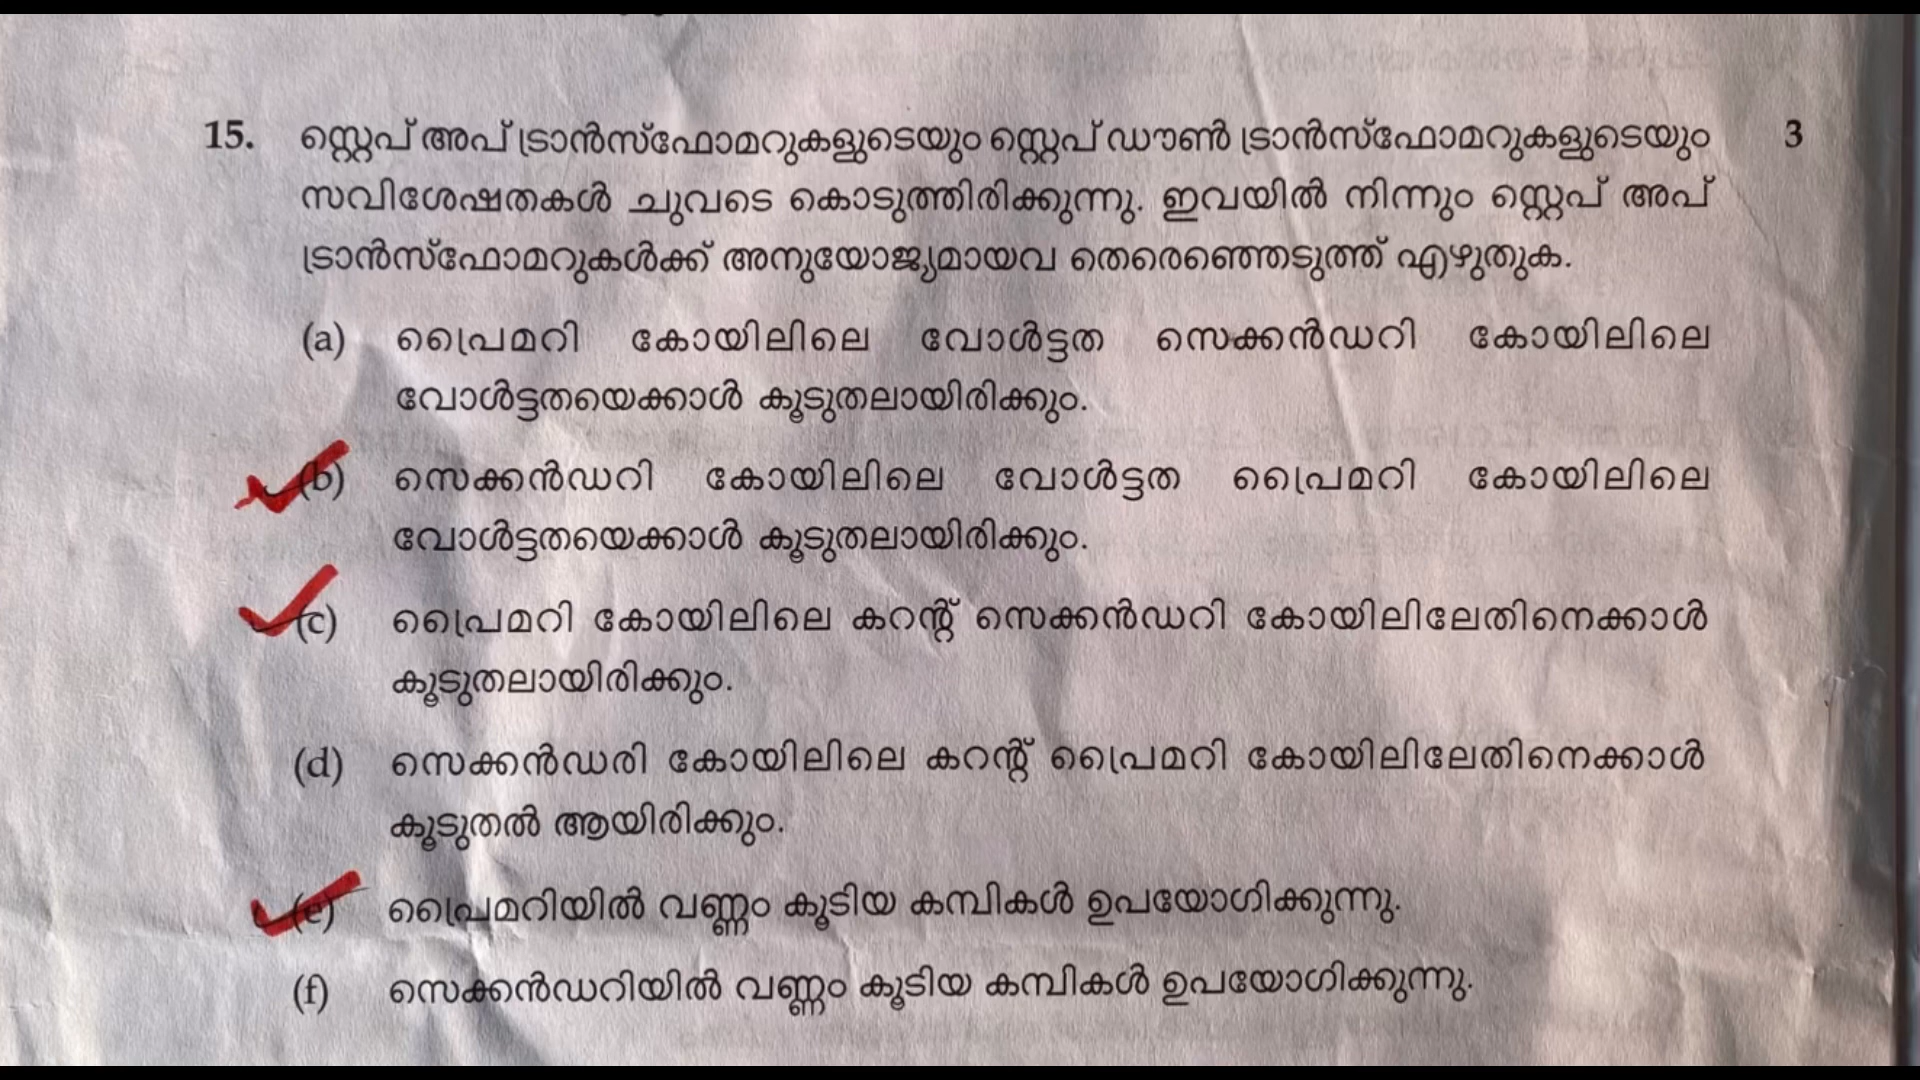 15. സ്റ്റെപ് അപ് ട്രാൻസ്ഫോമറുകളുടെയും സ്റ്റെപ് ഡൗൺ ട്രാൻസ്ഫോമറുകളുടെയും 3
സവിശേഷതകൾ ചുവടെ കൊടുത്തിരിക്കുന്നു. ഇവയിൽ നിന്നും സ്റ്റെപ് അപ്
ട്രാൻസ്ഫോമറുകൾക്ക് അനുയോജ്യമായവ തെരെഞ്ഞെടുത്ത് എഴുതുക.
(a) പ്രൈമറി കോയിലിലെ വോൾട്ടത സെക്കൻഡറി കോയിലിലെ
വോൾട്ടതയെക്കാൾ കൂടുതലായിരിക്കും.
(b) സെക്കൻഡറി കോയിലിലെ വോൾട്ടത പ്രൈമറി കോയിലിലെ
വോൾട്ടതയെക്കാൾ കൂടുതലായിരിക്കും.
(c) പ്രൈമറി കോയിലിലെ കറന്റ് സെക്കൻഡറി കോയിലിലേതിനെക്കാൾ
കൂടുതലായിരിക്കും.
(d) സെക്കൻഡരി കോയിലിലെ കറന്റ് പ്രൈമറി കോയിലിലേതിനെക്കാൾ
കൂടുതൽ ആയിരിക്കും.
(e) പ്രൈമറിയിൽ വണ്ണം കൂടിയ കമ്പികൾ ഉപയോഗിക്കുന്നു.
(f) സെക്കൻഡറിയിൽ വണ്ണം കൂടിയ കമ്പികൾ ഉപയോഗിക്കുന്നു.